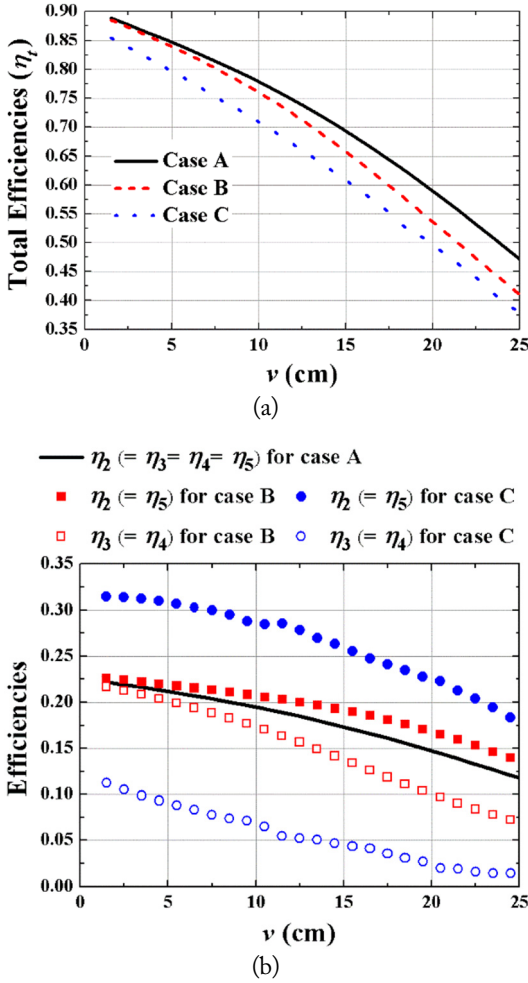 Total Efficiencies (ηt)
0.90
0.85
0.80
0.75
0.70
0.65
0.60
0.55
0.50
0.45
0.40
0.35
Case A
Case B
Case C
0 5 10 15 20 25
v (cm)
(a)
η2 (= η3= η4= η5) for case A
η2 (= η5) for case B η2 (= η5) for case C
η3 (= η4) for case B η3 (= η4) for case C
Efficiencies
0.35
0.30
0.25
0.20
0.15
0.10
0.05
0.00
0 5 10 15 20 25
v (cm)
(b)